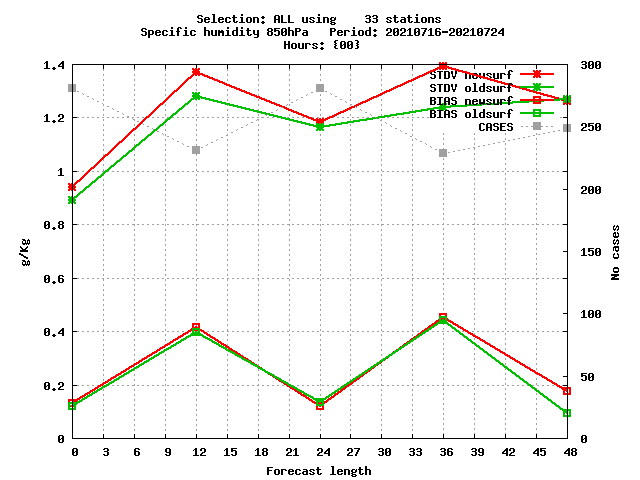 Selection: ALL using    33 stations
Specific humidity 850hPa   Period: 20210716-20210724
Hours: {00}
STDV newsurf
STDV oldsurf
BIAS newsurf
BIAS oldsurf
CASES
1.4
1.2
1
0.8
0.6
0.4
0.2
0
g/Kg
300
250
200
150
100
50
0
No cases
0 3 6 9 12 15 18 21 24 27 30 33 36 39 42 45 48
Forecast length